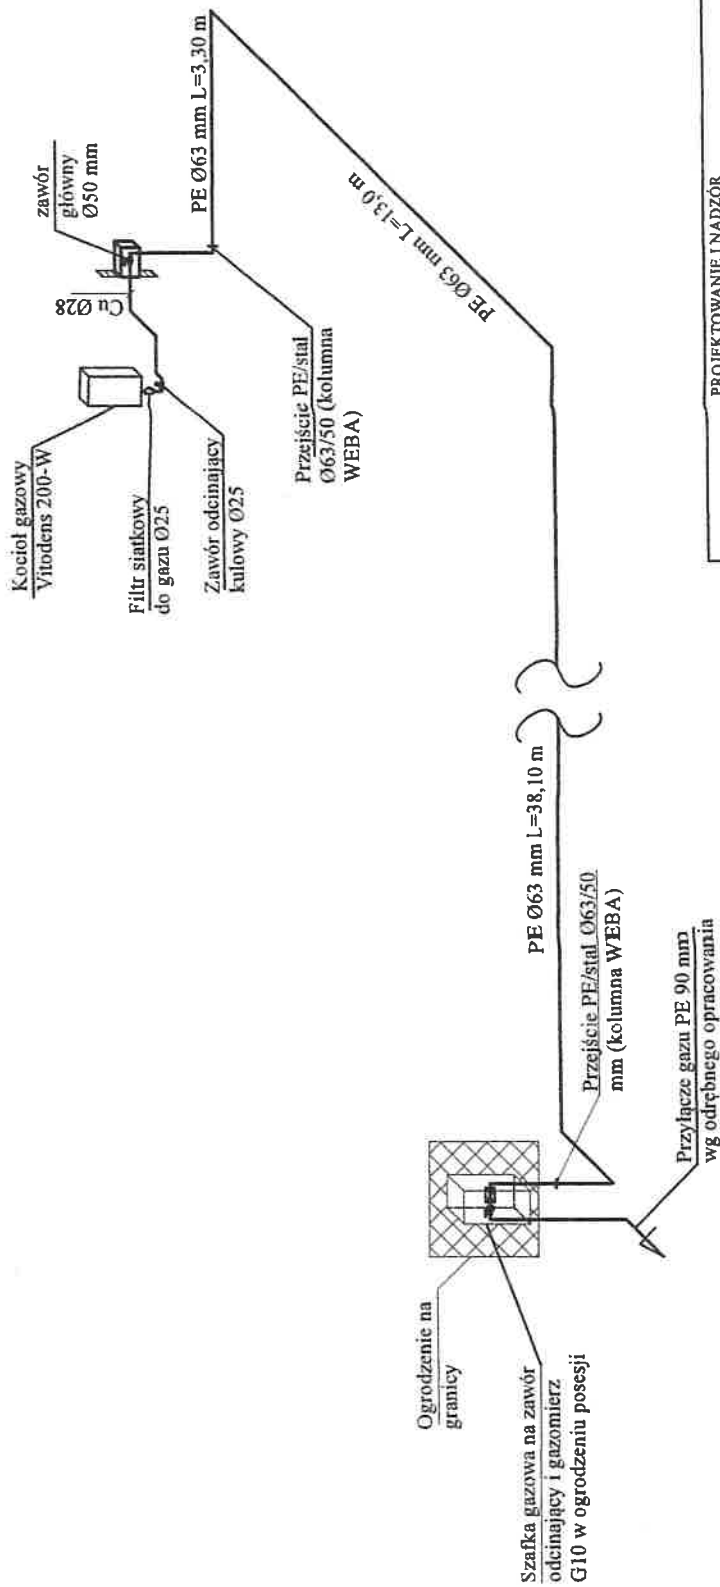 Kocioł gazowy
Vitodens 200-W
Filtr siatkowy
do gazu Ø25
Zawór odcinający
kulowy Ø25
zawór
główny
Ø50 mm
Cu Ø28
Przejście PE/stal
Ø63/50 (kolumna
WEBA)
PE Ø63 mm L=3,30 m
PE Ø63 mm L=13,0 m
PE Ø63 mm L=38,10 m
Przejście PE/stal Ø63/50
mm (kolumna WEBA)
Przyłącze gazu PE 90 mm
wg odrębnego opracowania
Ogrodzenie na
granicy
Szafka gazowa na zawór
odcinający i gazomierz
G10 w ogrodzeniu posesji
PROJEKTOWANIE I NADZÓR